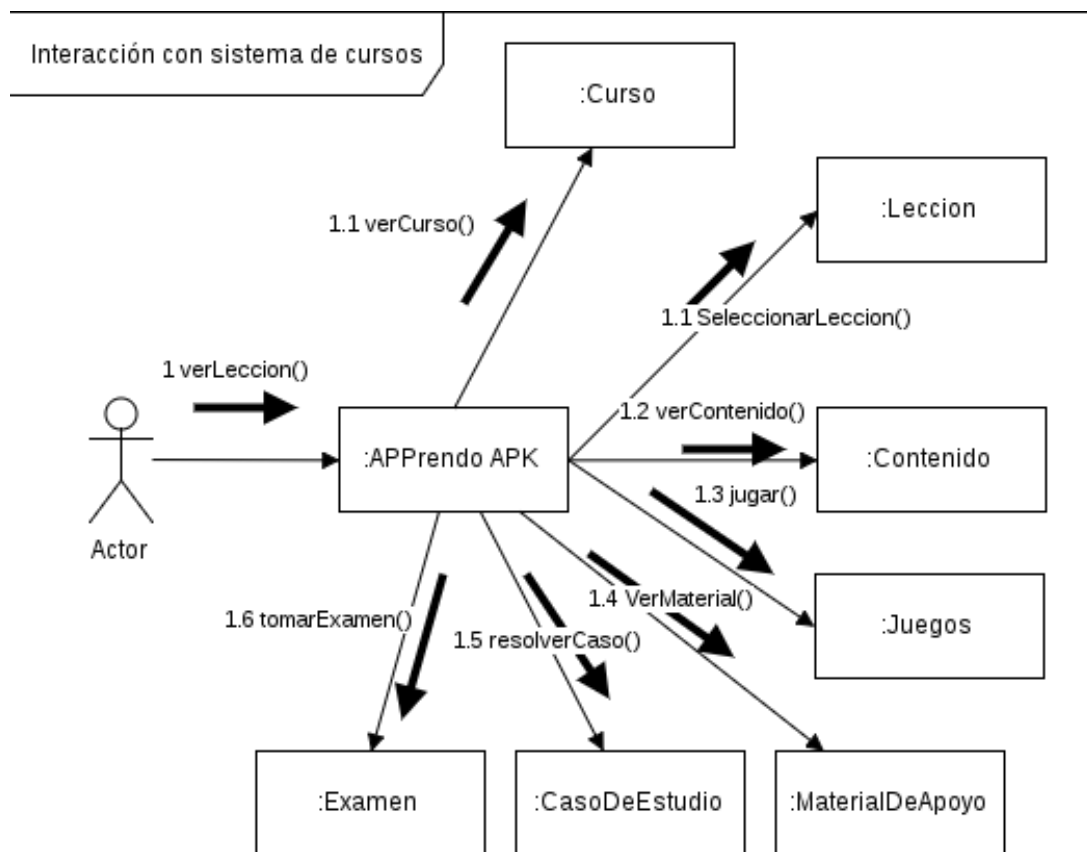 Interacción con sistema de cursos
:Curso
:Leccion
1.1 verCurso()
1.1 SeleccionarLeccion()
1 verLeccion()
1.2 verContenido()
:APPrendo APK
:Contenido
1.3 jugar()
Actor
1.4 VerMaterial()
1.6 tomarExamen()
1.5 resolverCaso()
:Juegos
:Examen
:CasoDeEstudio
:MaterialDeApoyo